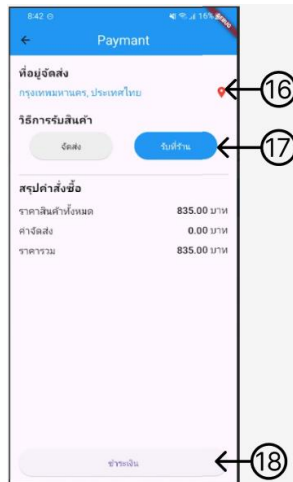 8:42 16%
Paymant
ที่อยู่จัดส่ง
กรุงเทพมหานคร, ประเทศไทย
16
วิธีการรับสินค้า
จัดส่ง รับที่ร้าน
17
สรุปคำสั่งซื้อ
ราคาสินค้าทั้งหมด 835.00 บาท
ค่าจัดส่ง 0.00 บาท
ราคารวม 835.00 บาท
ชำระเงิน
18